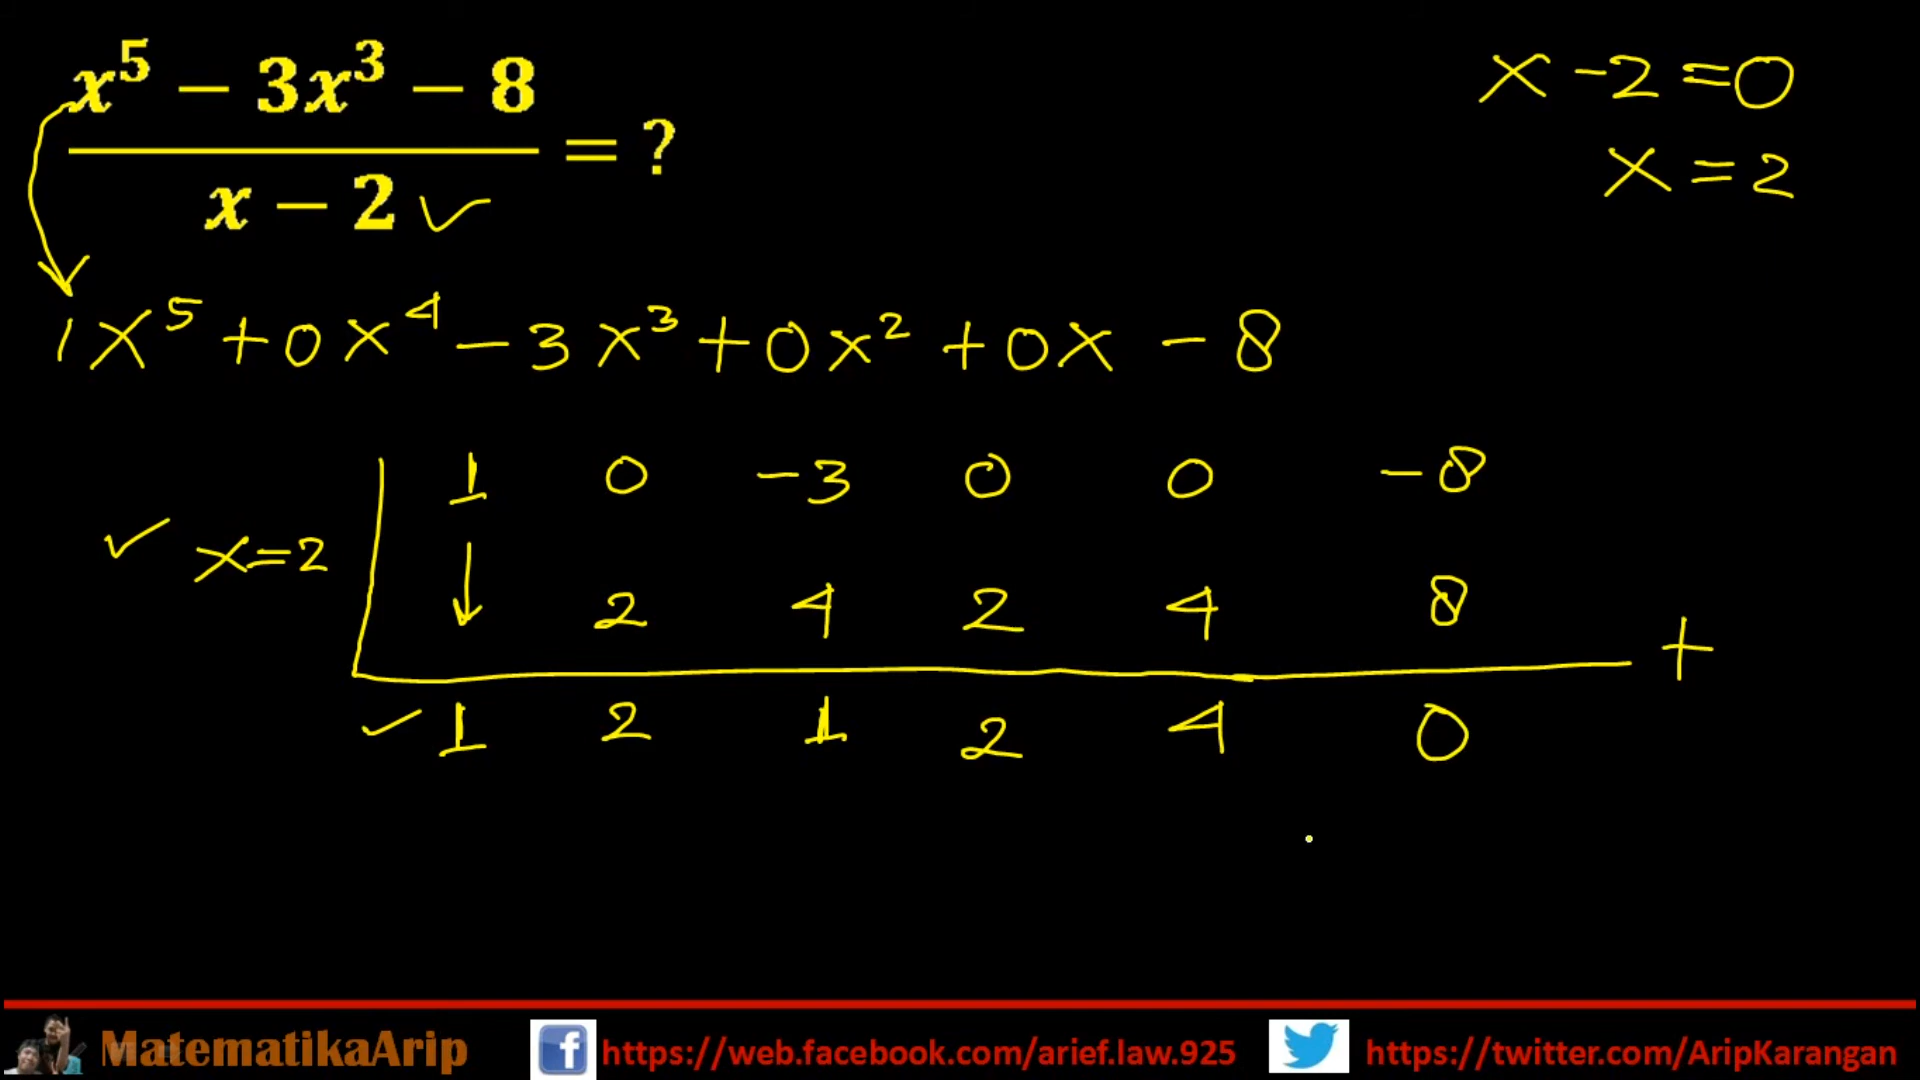 x⁵ − 3x³ − 8
x − 2 ✓
= ?
x − 2 = 0
x = 2
1x⁵ + 0x⁴ − 3x³ + 0x² + 0x − 8
1 0 −3 0 0 −8
✓ x=2
↓ 2 4 2 4 8 +
✓ 1 2 1 2 4 0
MatematikaArip
https://web.facebook.com/arief.law.925
https://twitter.com/AripKarangan